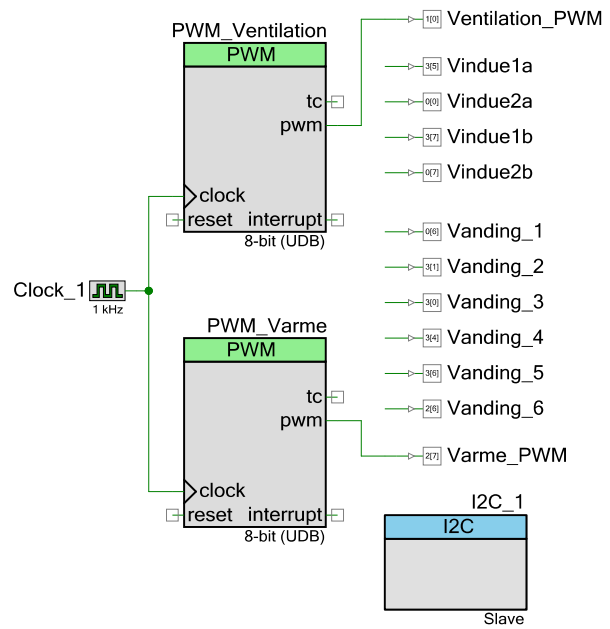 PWM_Ventilation
PWM
tc
pwm
clock
reset interrupt
8-bit (UDB)
Clock_1
1 kHz
PWM_Varme
PWM
tc
pwm
clock
reset interrupt
8-bit (UDB)
1[0] Ventilation_PWM
3[5] Vindue1a
0[0] Vindue2a
3[7] Vindue1b
0[7] Vindue2b
0[6] Vanding_1
3[1] Vanding_2
3[0] Vanding_3
3[4] Vanding_4
3[6] Vanding_5
2[6] Vanding_6
2[7] Varme_PWM
I2C_1
I2C
Slave